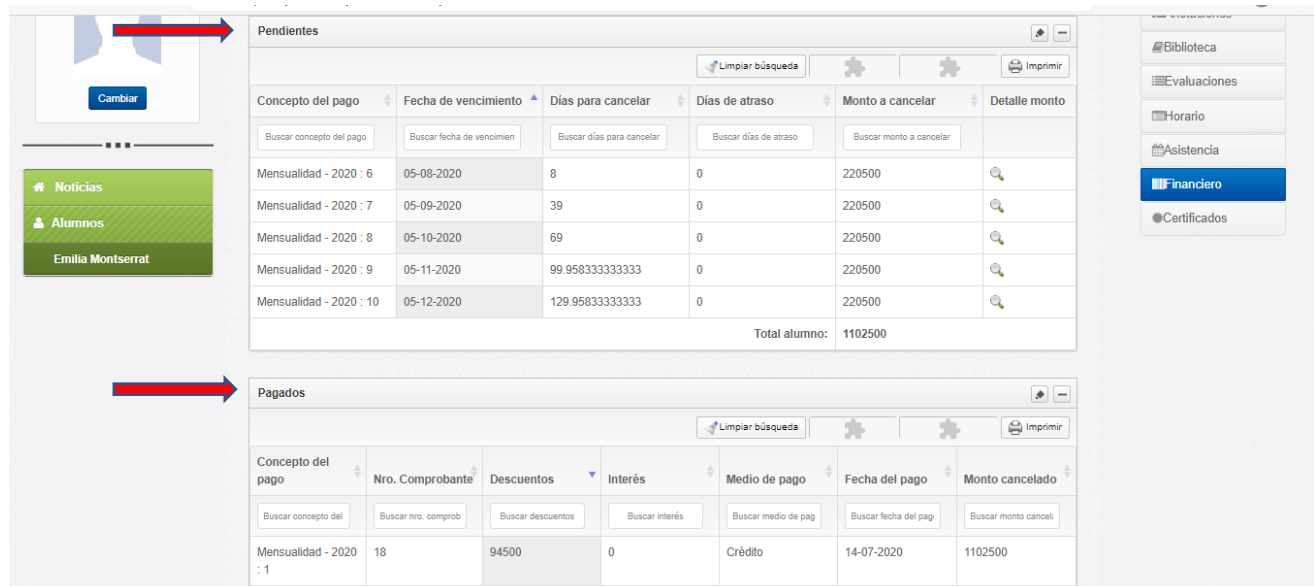 Pendientes
Limpiar búsqueda Imprimir
Concepto del pago Fecha de vencimiento Días para cancelar Días de atraso Monto a cancelar Detalle monto
Buscar concepto del pago Buscar fecha de vencimien Buscar días para cancelar Buscar días de atraso Buscar monto a cancelar
Mensualidad - 2020 : 6 05-08-2020 8 0 220500
Mensualidad - 2020 : 7 05-09-2020 39 0 220500
Mensualidad - 2020 : 8 05-10-2020 69 0 220500
Mensualidad - 2020 : 9 05-11-2020 99.958333333333 0 220500
Mensualidad - 2020 : 10 05-12-2020 129.95833333333 0 220500
Total alumno: 1102500
Cambiar
Noticias
Alumnos
Emilia Montserrat
Biblioteca
Evaluaciones
Horario
Asistencia
Financiero
Certificados
Pagados
Limpiar búsqueda Imprimir
Concepto del
pago Nro. Comprobante Descuentos Interés Medio de pago Fecha del pago Monto cancelado
Buscar concepto del Buscar nro. comprob Buscar descuentos Buscar interés Buscar medio de pag Buscar fecha del pag Buscar monto cancel
Mensualidad - 2020 18 94500 0 Crédito 14-07-2020 1102500
: 1